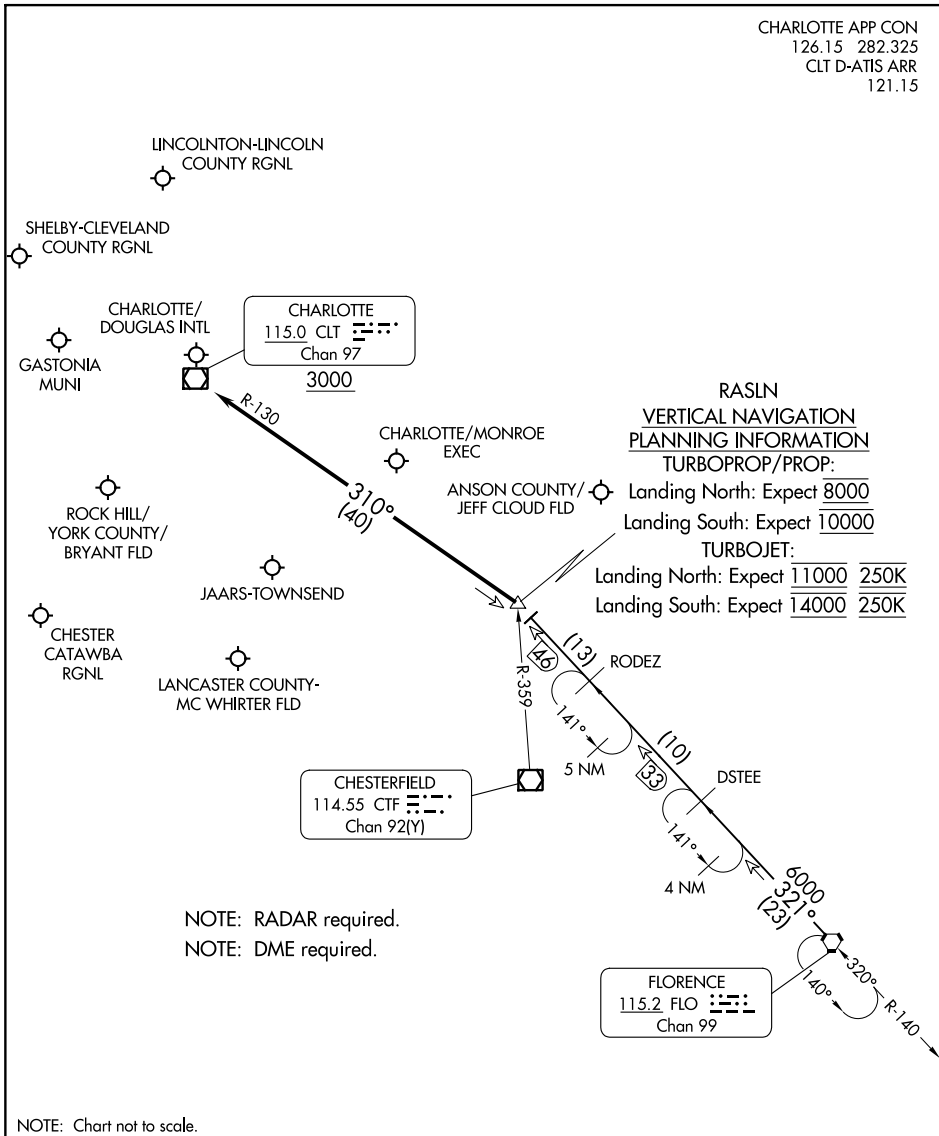 CHARLOTTE APP CON
126.15 282.325
CLT D-ATIS ARR
121.15
LINCOLNTON-LINCOLN
COUNTY RGNL
SHELBY-CLEVELAND
COUNTY RGNL
CHARLOTTE/
DOUGLAS INTL
CHARLOTTE
115.0 CLT
Chan 97
3000
GASTONIA
MUNI
R-130
CHARLOTTE/MONROE
EXEC
310°
(40)
ANSON COUNTY/
JEFF CLOUD FLD
RASLN
VERTICAL NAVIGATION
PLANNING INFORMATION
TURBOPROP/PROP:
Landing North: Expect 8000
Landing South: Expect 10000
TURBOJET:
Landing North: Expect 11000 250K
Landing South: Expect 14000 250K
ROCK HILL/
YORK COUNTY/
BRYANT FLD
JAARS-TOWNSEND
CHESTER
CATAWBA
RGNL
LANCASTER COUNTY-
MC WHIRTER FLD
(13)
46
RODEZ
R-359
141°
5 NM
(10)
33
DSTEE
141°
4 NM
CHESTERFIELD
114.55 CTF
Chan 92(Y)
6000
321°
(23)
NOTE: RADAR required.
NOTE: DME required.
FLORENCE
115.2 FLO
Chan 99
320°
140°
R-140
NOTE: Chart not to scale.